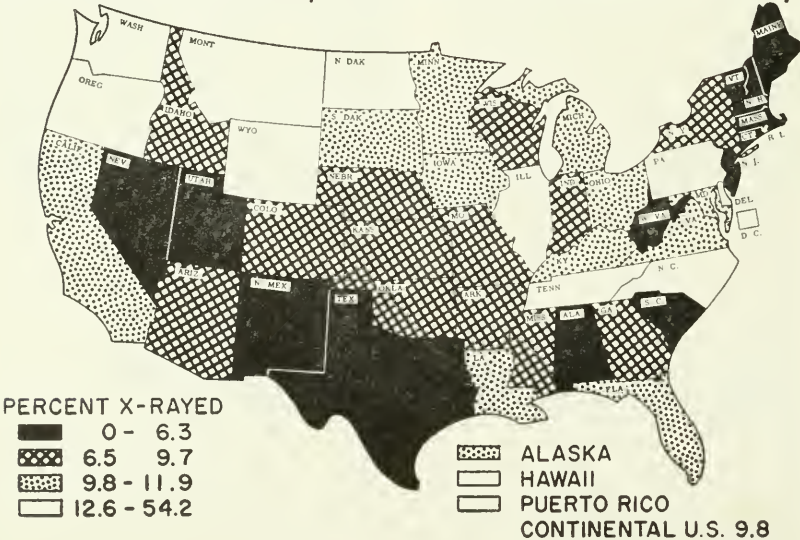 WASH
MONT
N DAK
MINN
MAINE
OREG
IDAHO
WIS
VT.
N. H.
WYO
DAK
MICH
N.Y.
MASS
CT.
R I.
CALIF
NEV
UTAH
NEBR
IOWA
ILL
IND
OHIO
PA
N. J.
COLO
KANS
MO
KY
W VA.
VA.
MD
DEL
D C.
ARIZ
N MEX
OKLA
ARK
TENN
N C.
TEX
LA
MISS
ALA
GA
S. C.
FLA
PERCENT X-RAYED
0 - 6.3
6.5 9.7
9.8 - 11.9
12.6 - 54.2
ALASKA
HAWAII
PUERTO RICO
CONTINENTAL U.S. 9.8